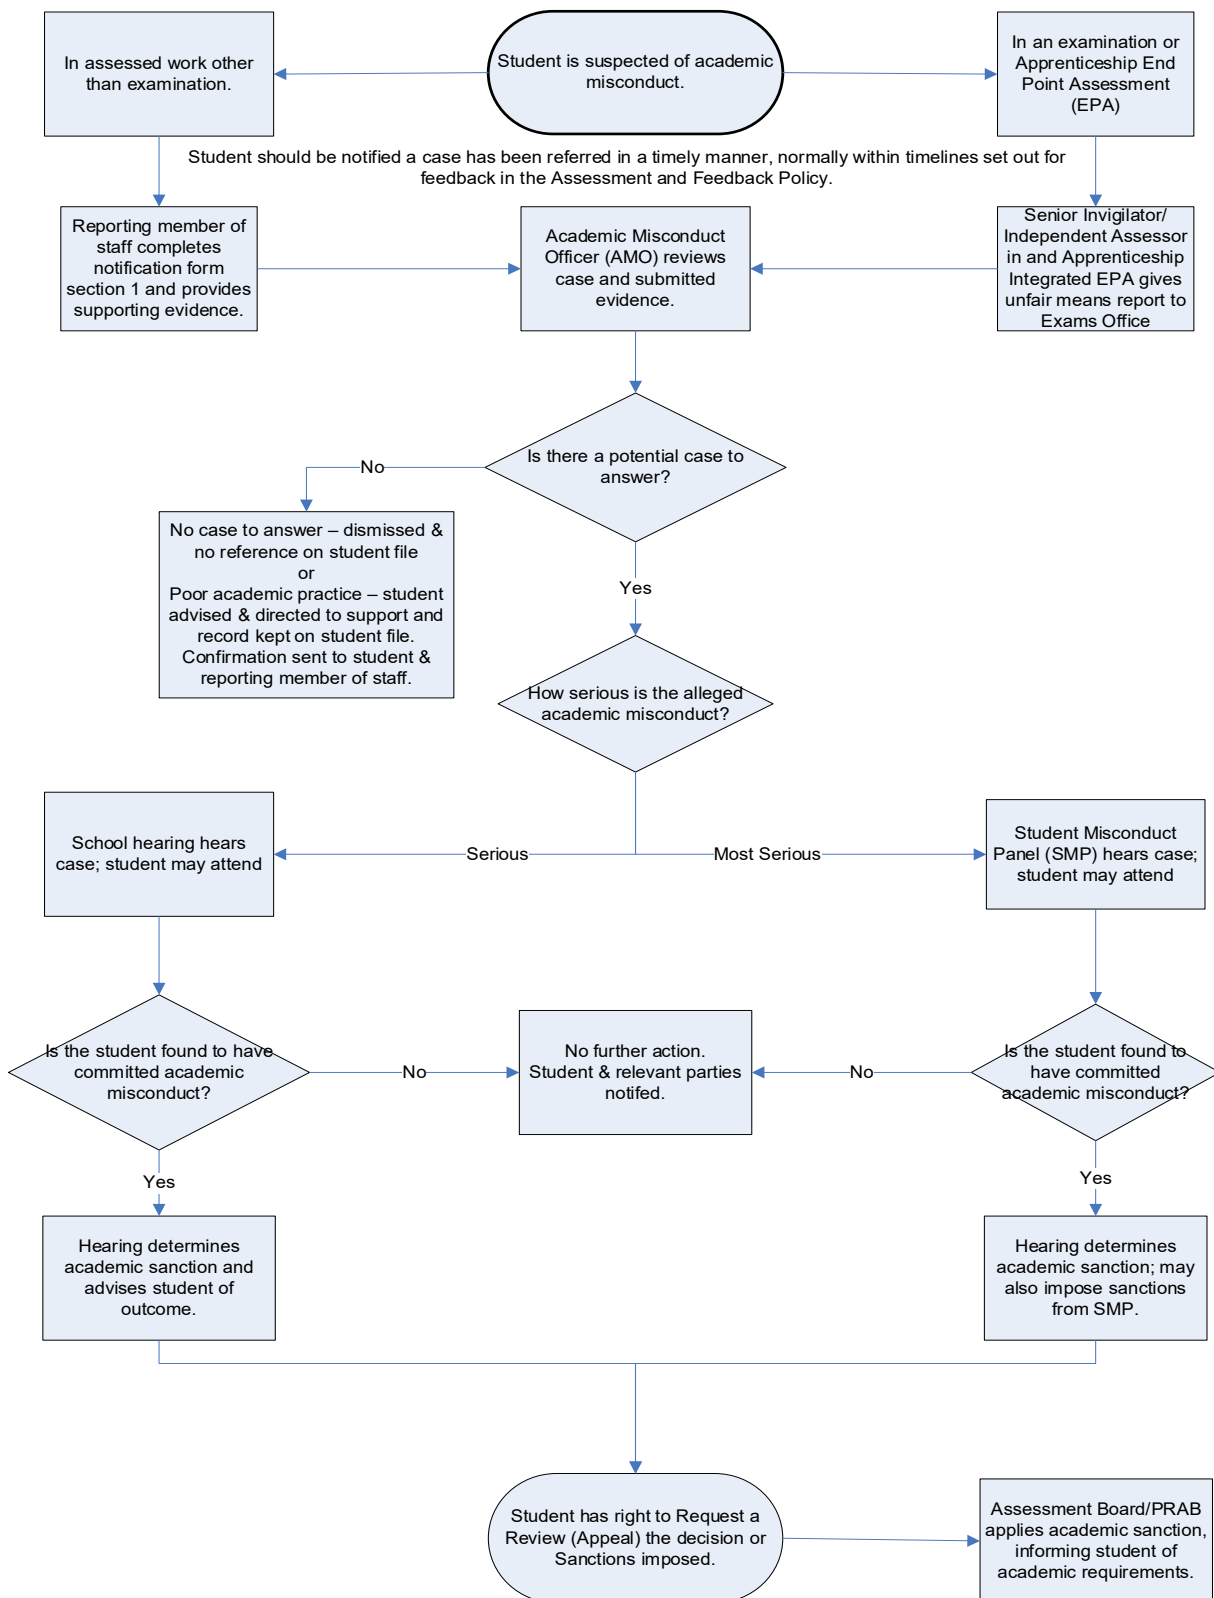 In assessed work other
than examination.
Student is suspected of academic
misconduct.
In an examination or
Apprenticeship End
Point Assessment
(EPA)
Student should be notified a case has been referred in a timely manner, normally within timelines set out for
feedback in the Assessment and Feedback Policy.
Reporting member of
staff completes
notification form
section 1 and provides
supporting evidence.
Academic Misconduct
Officer (AMO) reviews
case and submitted
evidence.
Senior Invigilator/
Independent Assessor
in and Apprenticeship
Integrated EPA gives
unfair means report to
Exams Office
Is there a potential case to
answer?
No
No case to answer – dismissed &
no reference on student file
or
Poor academic practice – student
advised & directed to support and
record kept on student file.
Confirmation sent to student &
reporting member of staff.
Yes
How serious is the alleged
academic misconduct?
School hearing hears
case; student may attend
Serious
Most Serious
Student Misconduct
Panel (SMP) hears case;
student may attend
Is the student found to have
committed academic
misconduct?
No
No further action.
Student & relevant parties
notifed.
No
Is the student found to
have committed
academic misconduct?
Yes
Yes
Hearing determines
academic sanction and
advises student of
outcome.
Hearing determines
academic sanction; may
also impose sanctions
from SMP.
Student has right to Request a
Review (Appeal) the decision or
Sanctions imposed.
Assessment Board/PRAB
applies academic sanction,
informing student of
academic requirements.